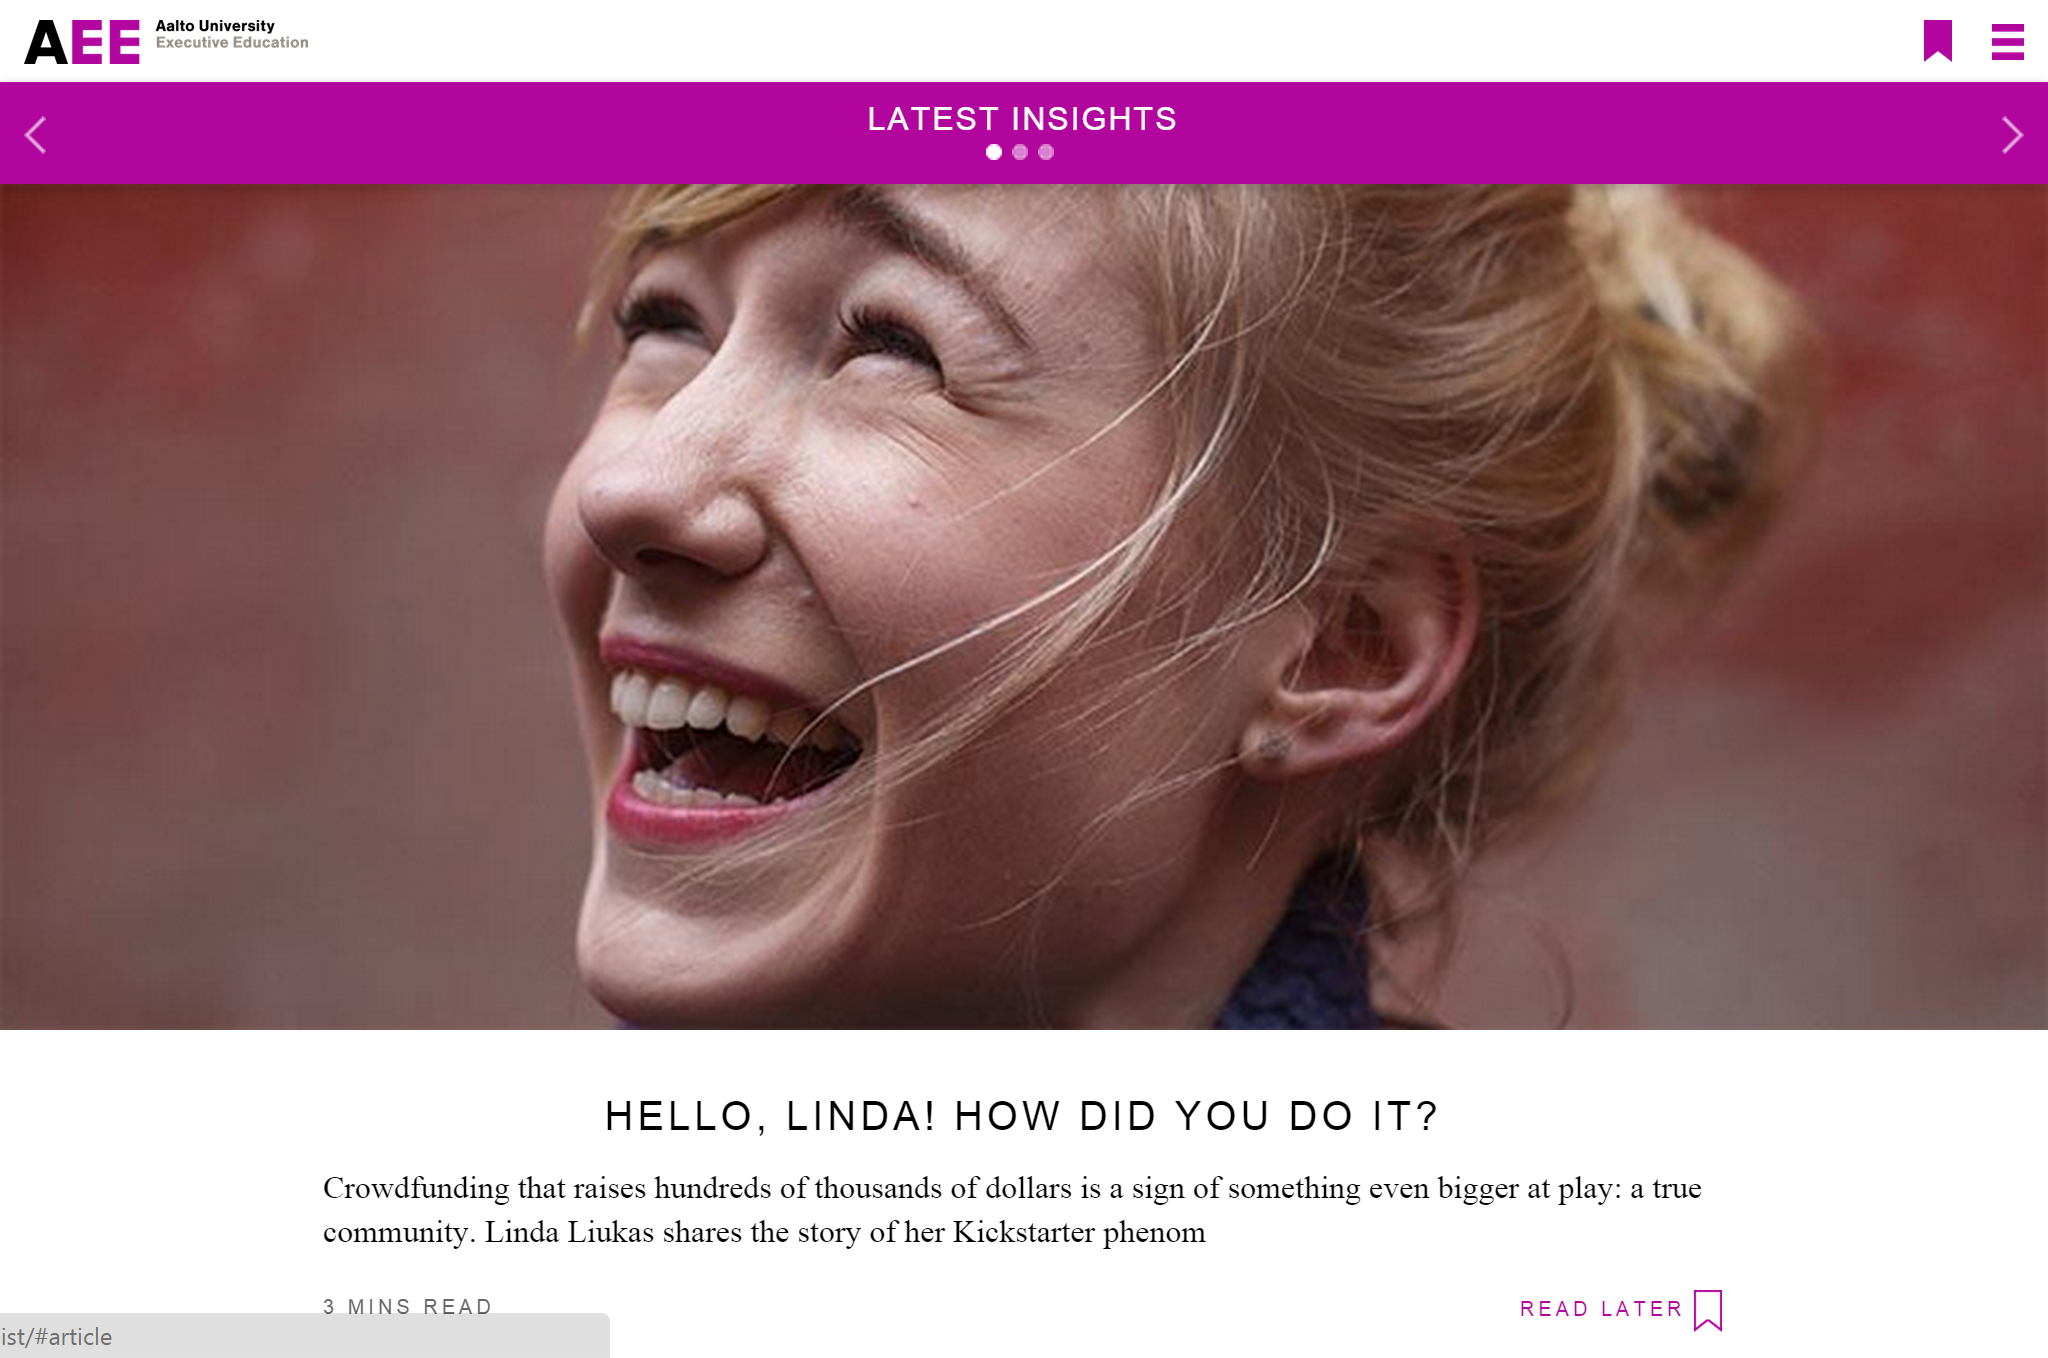 AEE
Aalto University
Executive Education
LATEST INSIGHTS
HELLO, LINDA! HOW DID YOU DO IT?
Crowdfunding that raises hundreds of thousands of dollars is a sign of something even bigger at play: a true
community. Linda Liukas shares the story of her Kickstarter phenom
3 MINS READ
READ LATER
ist/#article